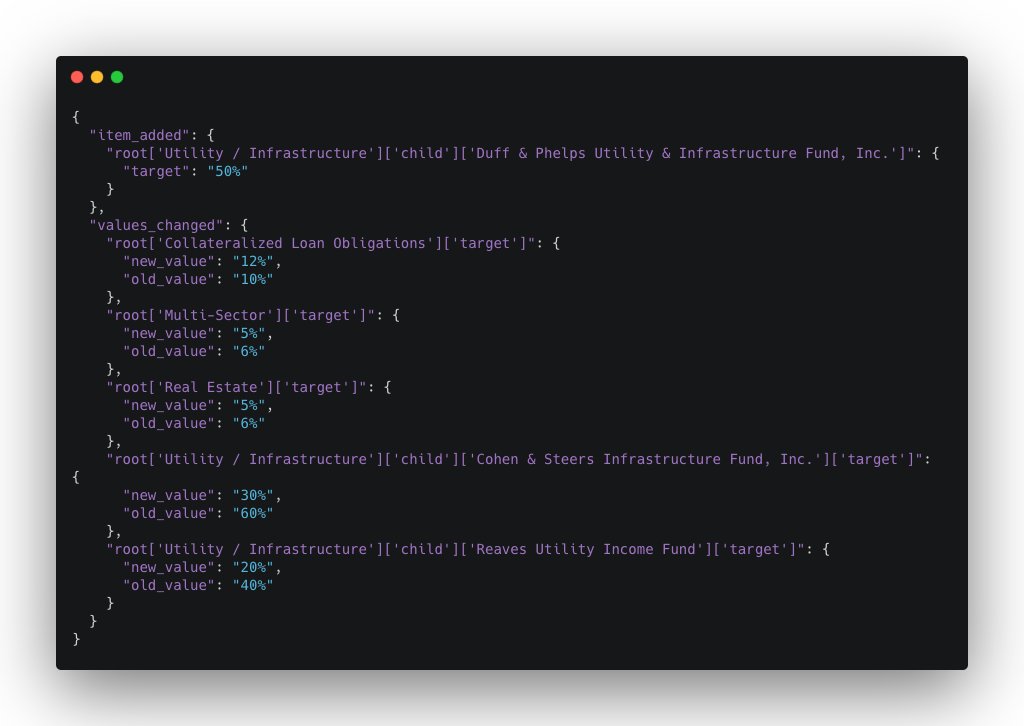 {
  "item_added": {
    "root['Utility / Infrastructure']['child']['Duff & Phelps Utility & Infrastructure Fund, Inc.']": {
      "target": "50%"
    }
  },
  "values_changed": {
    "root['Collateralized Loan Obligations']['target']": {
      "new_value": "12%",
      "old_value": "10%"
    },
    "root['Multi-Sector']['target']": {
      "new_value": "5%",
      "old_value": "6%"
    },
    "root['Real Estate']['target']": {
      "new_value": "5%",
      "old_value": "6%"
    },
    "root['Utility / Infrastructure']['child']['Cohen & Steers Infrastructure Fund, Inc.']['target']":
{
      "new_value": "30%",
      "old_value": "60%"
    },
    "root['Utility / Infrastructure']['child']['Reaves Utility Income Fund']['target']": {
      "new_value": "20%",
      "old_value": "40%"
    }
  }
}